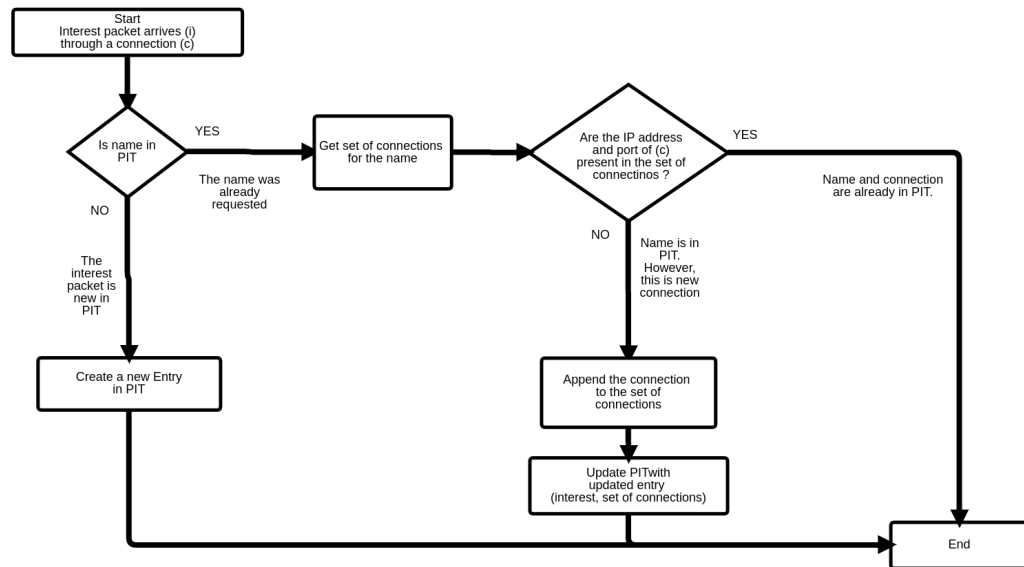 Start
Interest packet arrives (i)
through a connection (c)
Is name in
PIT
YES
The name was
already
requested
NO
The
interest
packet is
new in
PIT
Get set of connections
for the name
Are the IP address
and port of (c)
present in the set of
connectinos ?
YES
Name and connection
are already in PIT.
NO
Name is in
PIT.
However,
this is new
connection
Create a new Entry
in PIT
Append the connection
to the set of
connections
Update PITwith
updated entry
(interest, set of connections)
End